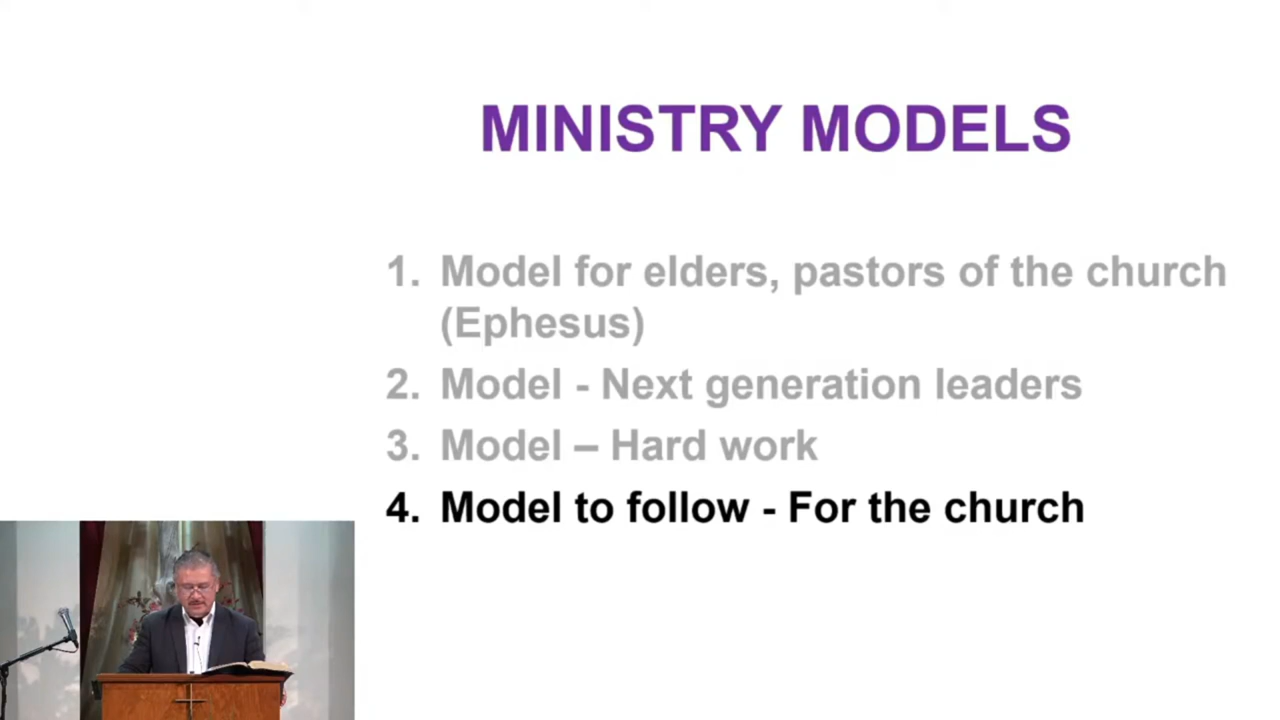 MINISTRY MODELS
1. Model for elders, pastors of the church
(Ephesus)
2. Model - Next generation leaders
3. Model – Hard work
4. Model to follow - For the church